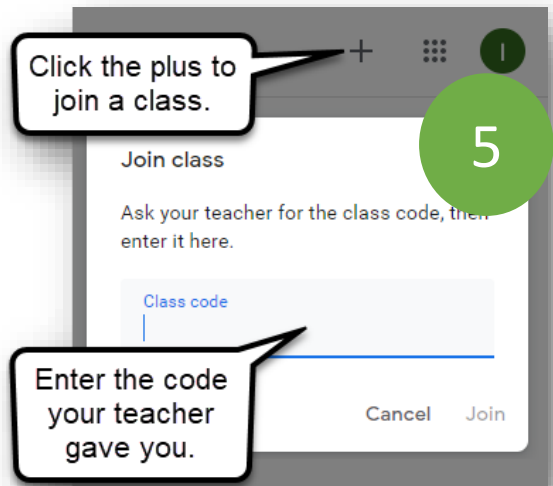 Click the plus to
join a class.
I
5
Join class
Ask your teacher for the class code, then
enter it here.
Class code
Enter the code
your teacher
gave you.
Cancel Join